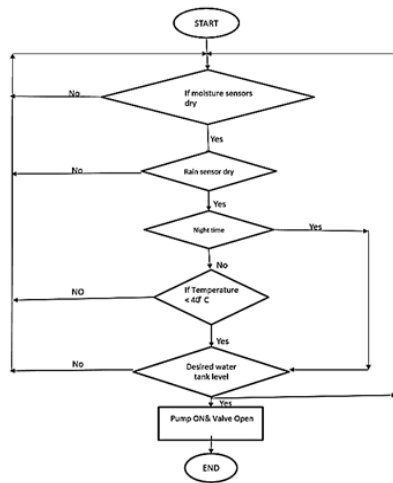 START
If moisture sensors
dry
No
Yes
Rain sensor dry
No
Yes
Night time
Yes
No
If Temperature
< 40° C
NO
Yes
Desired water
tank level
No
Yes
Pump ON& Valve Open
END